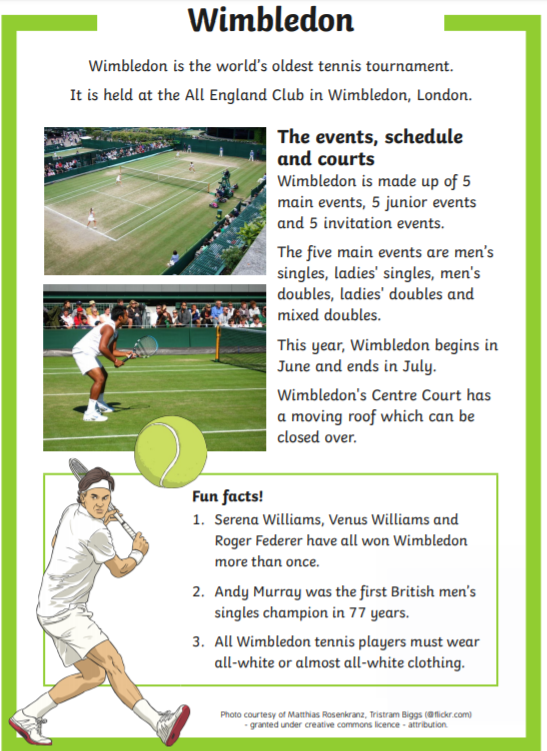 Wimbledon
Wimbledon is the world's oldest tennis tournament.
It is held at the All England Club in Wimbledon, London.
The events, schedule
and courts
Wimbledon is made up of 5
main events, 5 junior events
and 5 invitation events.
The five main events are men's
singles, ladies' singles, men's
doubles, ladies' doubles and
mixed doubles.
This year, Wimbledon begins in
June and ends in July.
Wimbledon's Centre Court has
a moving roof which can be
closed over.
Fun facts!
1. Serena Williams, Venus Williams and
Roger Federer have all won Wimbledon
more than once.
2. Andy Murray was the first British men's
singles champion in 77 years.
3. All Wimbledon tennis players must wear
all-white or almost all-white clothing.
Photo courtesy of Matthias Rosenkranz, Tristram Biggs (@flickr.com)
- granted under creative commons licence - attribution.